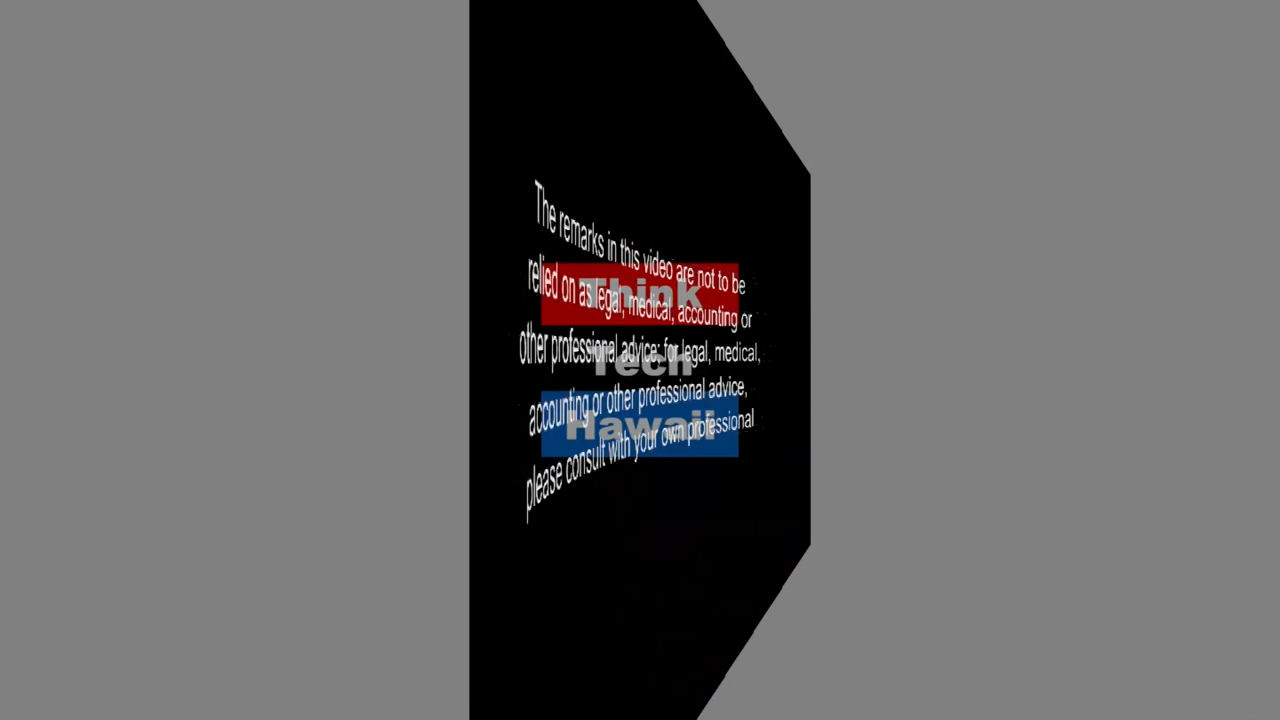 The remarks in this video are not to be
relied on as legal, medical, accounting or
other professional advice; for legal, medical,
accounting or other professional advice,
please consult with your own professional
Think
Tech
Hawaii